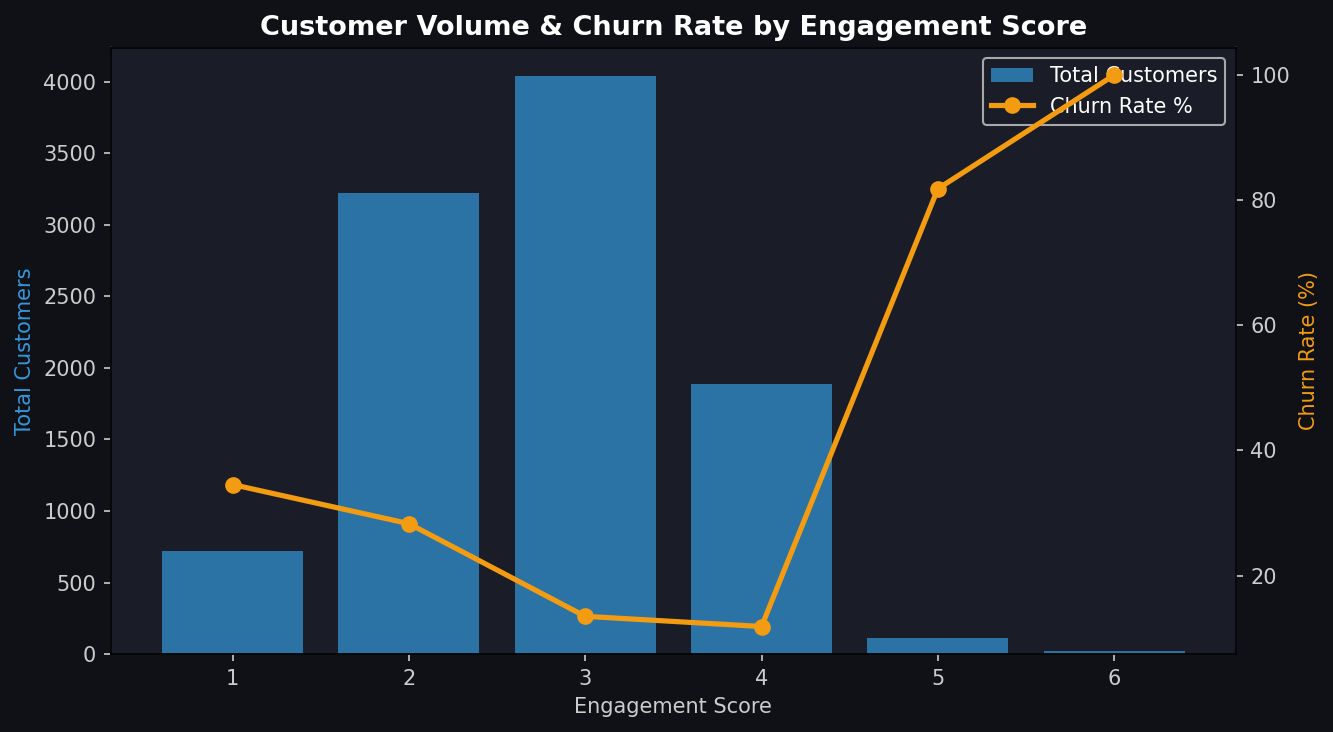 Customer Volume & Churn Rate by Engagement Score
Total Customers
Churn Rate %
4000
3500
3000
2500
2000
1500
1000
500
0
Total Customers
100
80
60
40
20
Churn Rate (%)
1 2 3 4 5 6
Engagement Score